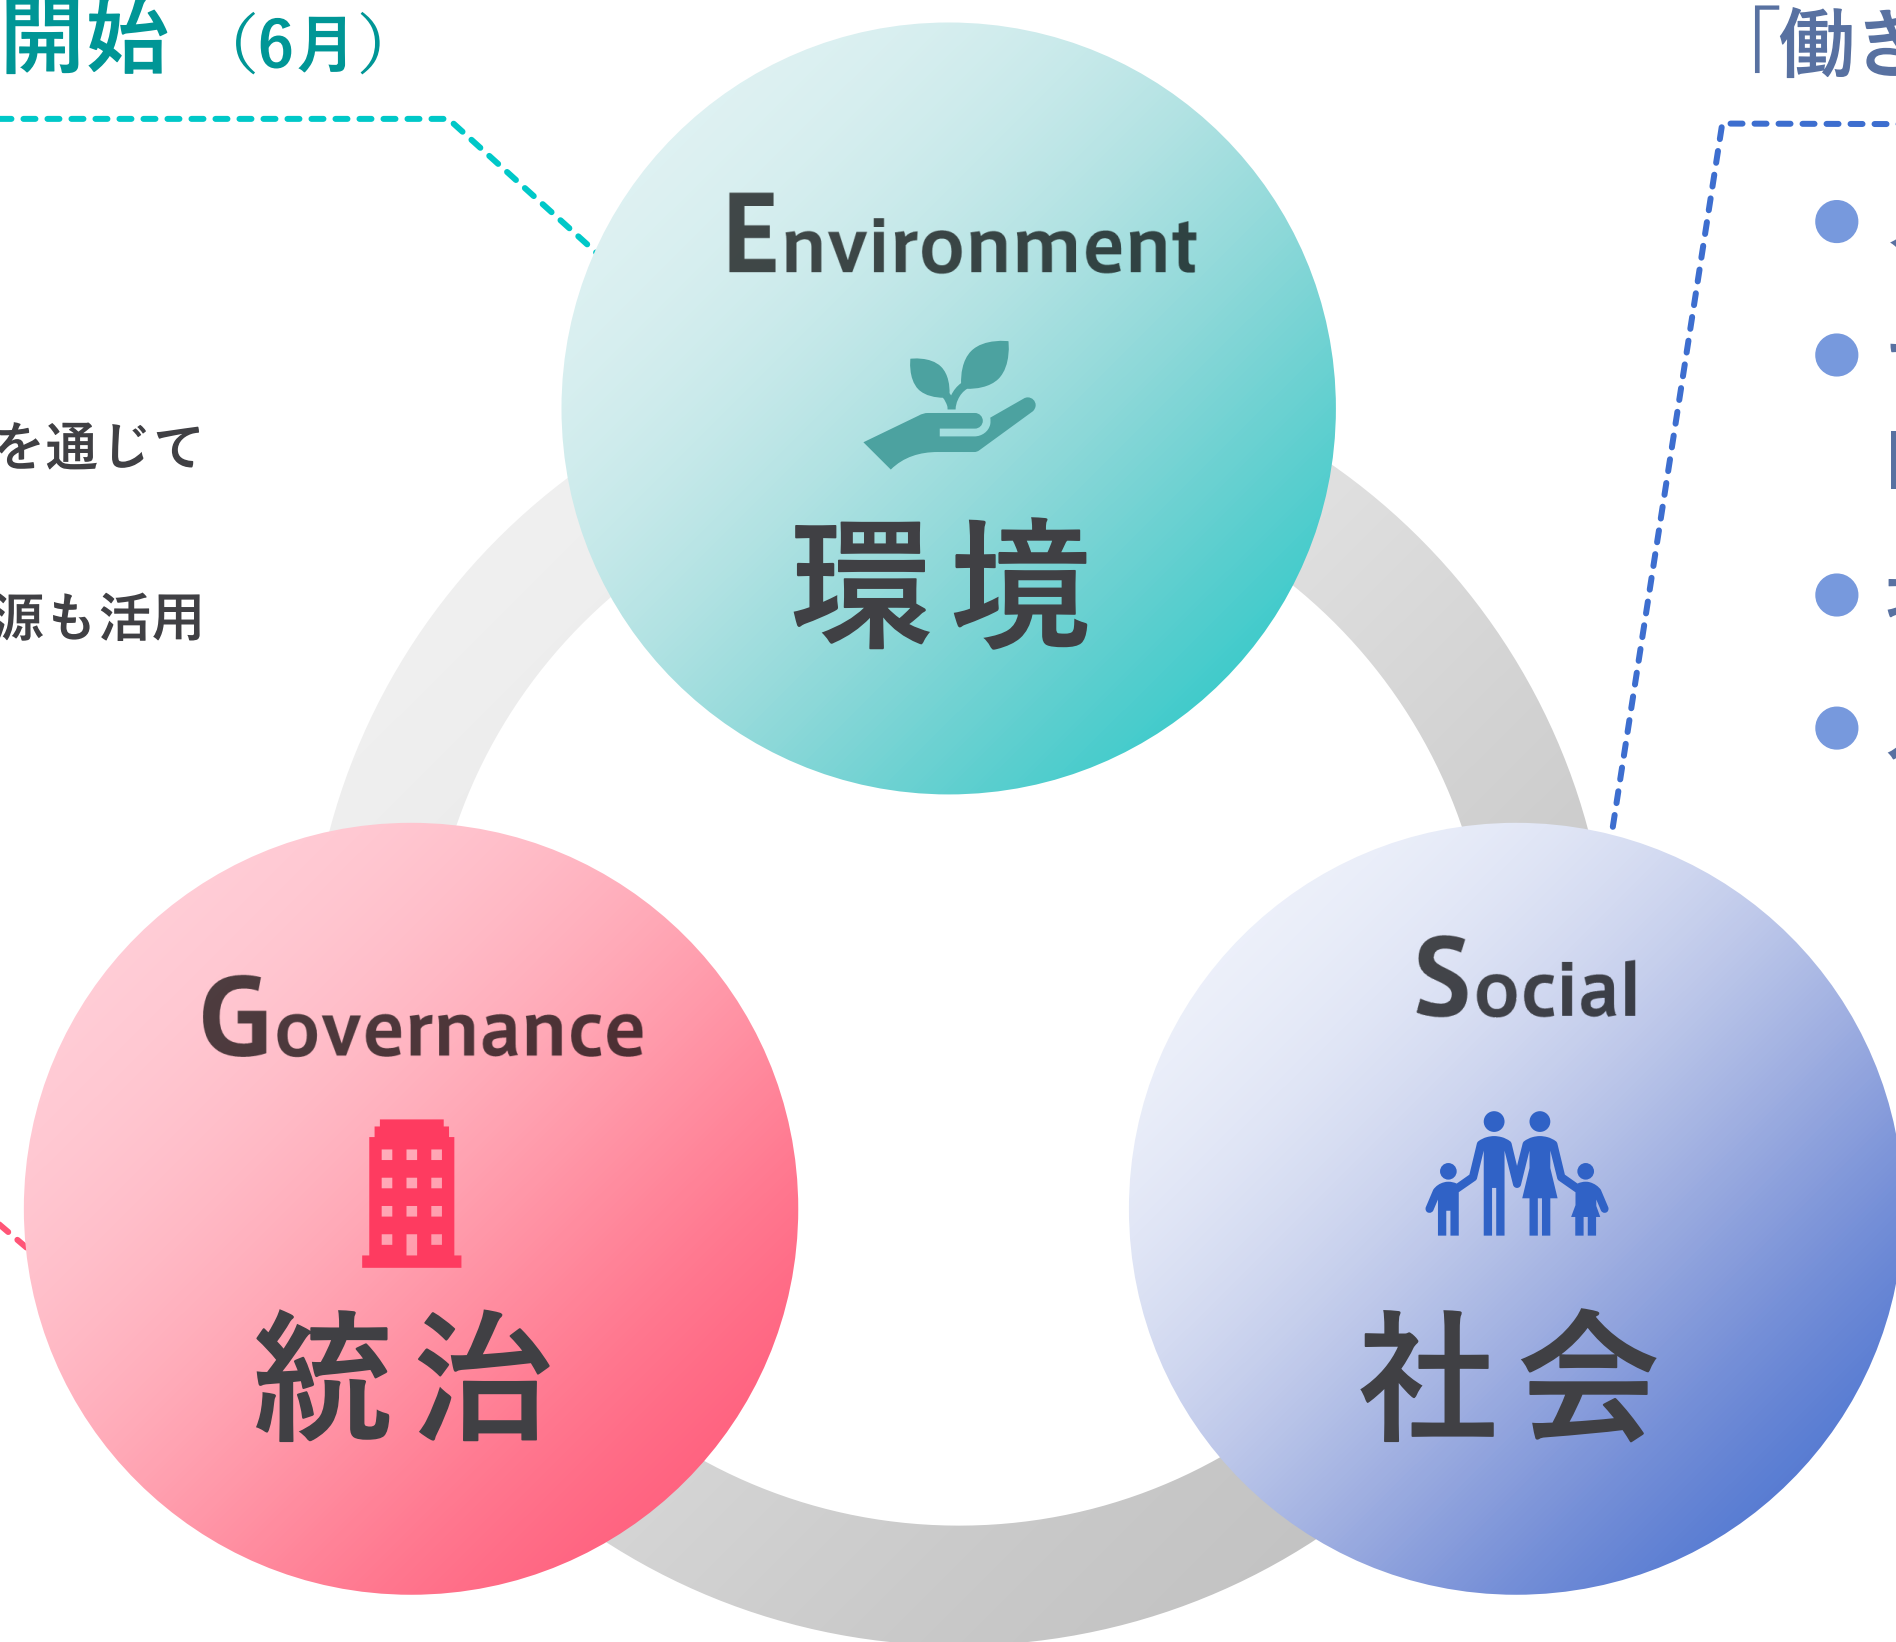 開始 （6月）
「働き
Environment
環境
を通じて
源も活用
Governance
統治
Social
社会